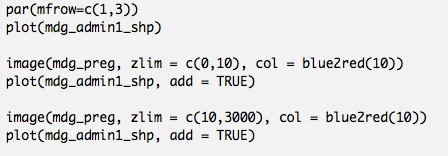 par(mfrow=c(1,3))
plot(mdg_admin1_shp)

image(mdg_preg, zlim = c(0,10), col = blue2red(10))
plot(mdg_admin1_shp, add = TRUE)

image(mdg_preg, zlim = c(10,3000), col = blue2red(10))
plot(mdg_admin1_shp, add = TRUE)